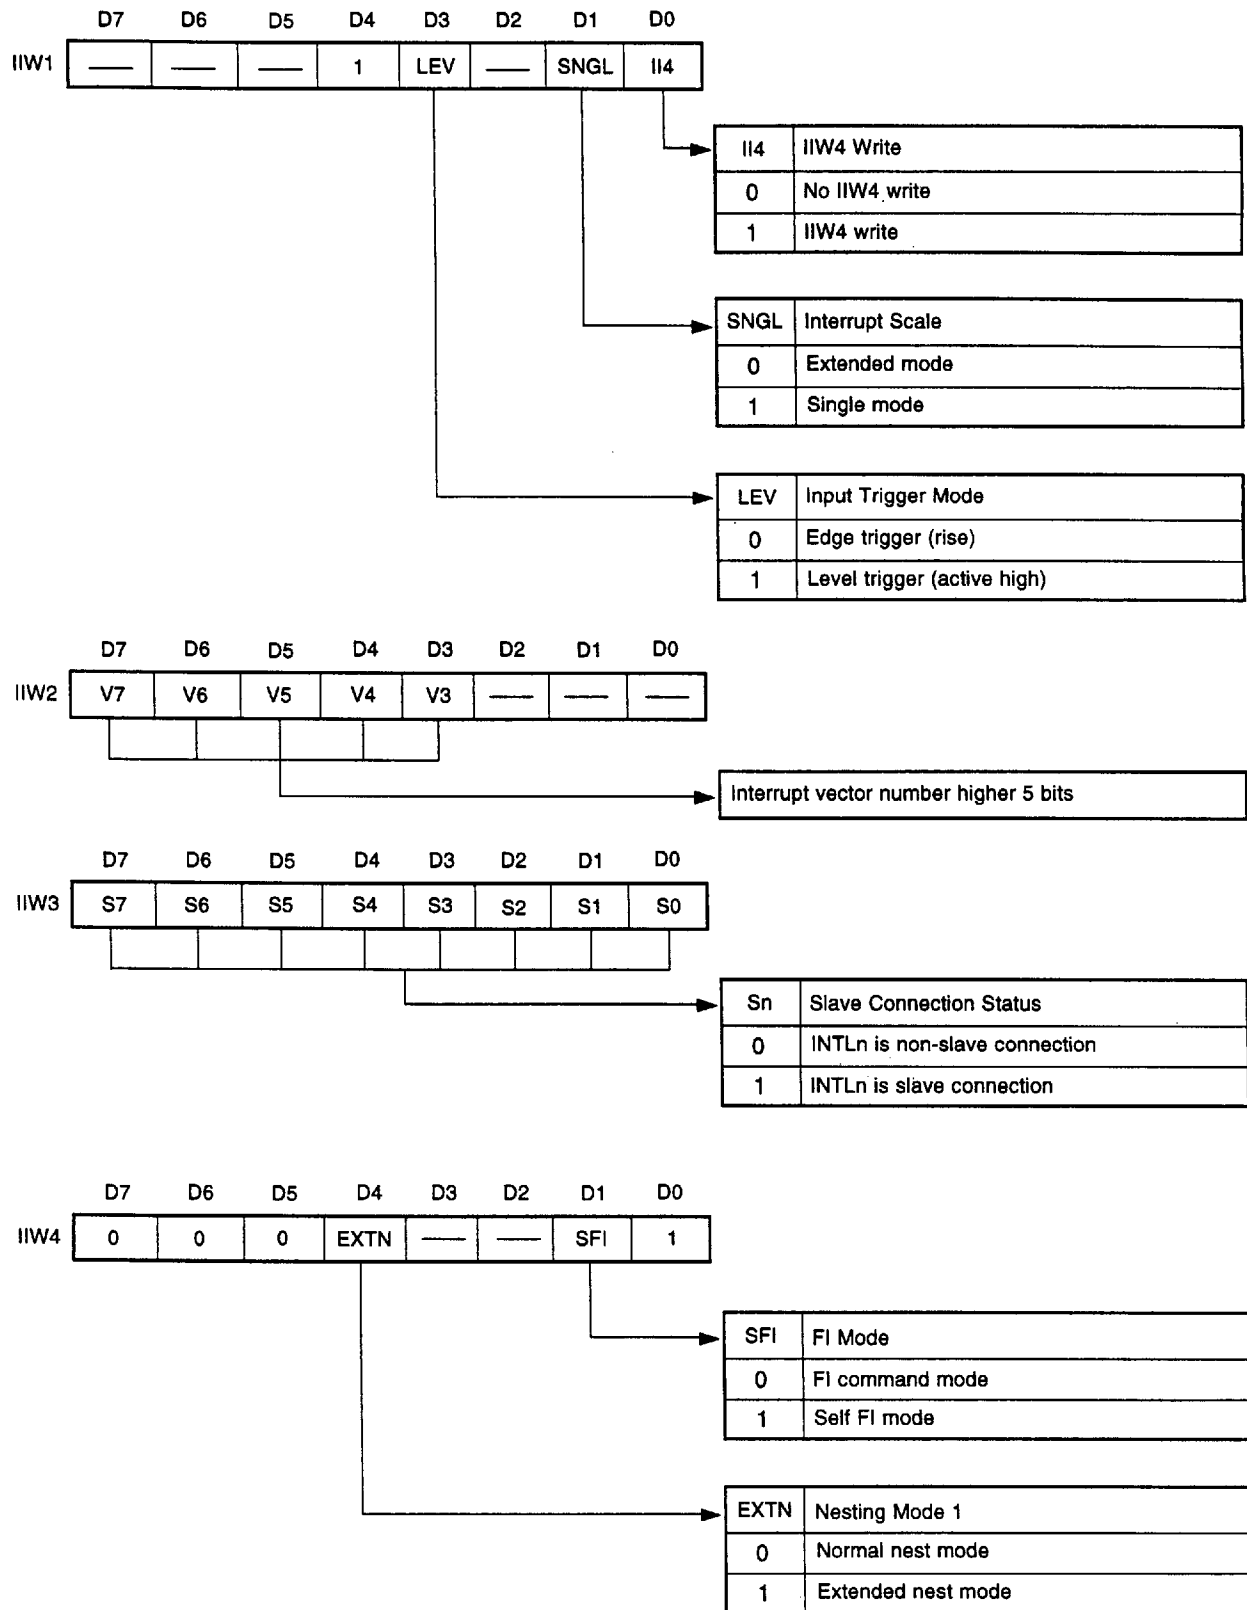 D7 D6 D5 D4 D3 D2 D1 D0
IIW1 — — — 1 LEV — SNGL II4
II4 IIW4 Write
0 No IIW4 write
1 IIW4 write
SNGL Interrupt Scale
0 Extended mode
1 Single mode
LEV Input Trigger Mode
0 Edge trigger (rise)
1 Level trigger (active high)
D7 D6 D5 D4 D3 D2 D1 D0
IIW2 V7 V6 V5 V4 V3 — — —
Interrupt vector number higher 5 bits
D7 D6 D5 D4 D3 D2 D1 D0
IIW3 S7 S6 S5 S4 S3 S2 S1 S0
Sn Slave Connection Status
0 INTLn is non-slave connection
1 INTLn is slave connection
D7 D6 D5 D4 D3 D2 D1 D0
IIW4 0 0 0 EXTN — — SFI 1
SFI FI Mode
0 FI command mode
1 Self FI mode
EXTN Nesting Mode 1
0 Normal nest mode
1 Extended nest mode